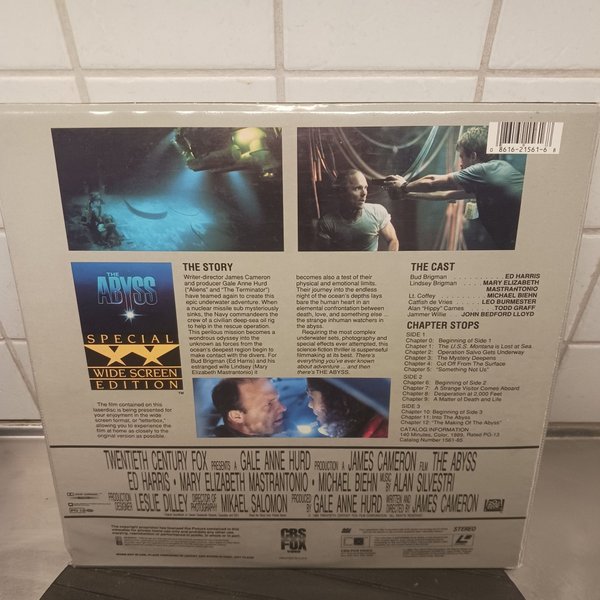 0 8616-21561-6 8
THE ABYSS
SPECIAL
WIDE SCREEN
EDITION
™
The film contained on this
laserdisc is being presented for
your enjoyment in the wide
screen format, or "letterbox",
allowing you to experience the
film at home as closely to the
original version as possible.
THE STORY
Writer-director James Cameron
and producer Gale Anne Hurd
("Aliens" and "The Terminator")
have teamed again to create this
epic underwater adventure. When
a nuclear missile sub mysteriously
sinks, the Navy commandeers the
crew of a civilian deep-sea oil rig
to help in the rescue operation.
This perilous mission becomes a
wondrous odyssey into the
unknown as forces from the
ocean's deepest region begin to
make contact with the divers. For
Bud Brigman (Ed Harris) and his
estranged wife Lindsey (Mary
Elizabeth Mastrantonio) it
becomes also a test of their
physical and emotional limits.
Their journey into the endless
night of the ocean's depths lays
bare the human heart in an
elemental confrontation between
death, love, and something else ...
the strange inhuman watchers in
the abyss.
Requiring the most complex
underwater sets, photography and
special effects ever attempted, this
science fiction thriller is suspenseful
filmmaking at its best. There's
everything you've ever known
about adventure ... and then
there's THE ABYSS.
THE CAST
Bud Brigman ED HARRIS
Lindsey Brigman MARY ELIZABETH
MASTRANTONIO
Lt. Coffey MICHAEL BIEHN
Catfish de Vries LEO BURMESTER
Alan "Hippy" Carnes TODD GRAFF
Jammer Willis JOHN BEDFORD LLOYD
CHAPTER STOPS
SIDE 1
Chapter 0: Beginning of Side 1
Chapter 1: The U.S.S. Montana is Lost at Sea.
Chapter 2: Operation Salvo Gets Underway
Chapter 3: The Mystery Deepens
Chapter 4: Cut Off From The Surface
Chapter 5: "Something Not Us"
SIDE 2
Chapter 6: Beginning of Side 2
Chapter 7: A Strange Visitor Comes Aboard
Chapter 8: Desperation at 2,000 Feet
Chapter 9: A Matter of Death and Life
SIDE 3
Chapter 10: Beginning of Side 3
Chapter 11: Into The Abyss
Chapter 12: "The Making Of The Abyss"
CATALOG INFORMATION
140 Minutes, Color, 1989, Rated PG-13
Catalog Number 1561-80
TWENTIETH CENTURY FOX PRESENTS A GALE ANNE HURD PRODUCTION A JAMES CAMERON FILM THE ABYSS
ED HARRIS • MARY ELIZABETH MASTRANTONIO • MICHAEL BIEHN MUSIC BY ALAN SILVESTRI
PRODUCTION DESIGNER LESLIE DILLEY DIRECTOR OF PHOTOGRAPHY MIKAEL SALOMON PRODUCED BY GALE ANNE HURD WRITTEN AND DIRECTED BY JAMES CAMERON
PG-13
CBS
FOX
VIDEO
STEREO